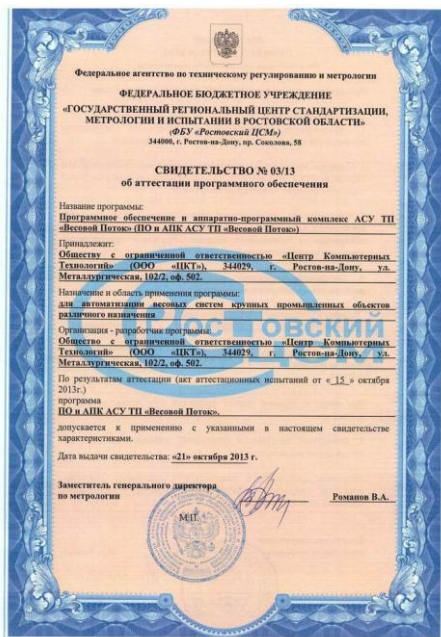 Федеральное агентство по техническому регулированию и метрологии
ФЕДЕРАЛЬНОЕ БЮДЖЕТНОЕ УЧРЕЖДЕНИЕ
«ГОСУДАРСТВЕННЫЙ РЕГИОНАЛЬНЫЙ ЦЕНТР СТАНДАРТИЗАЦИИ,
МЕТРОЛОГИИ И ИСПЫТАНИЙ В РОСТОВСКОЙ ОБЛАСТИ»
(ФБУ «Ростовский ЦСМ»)
344000, г. Ростов-на-Дону, пр. Соколова, 58
СВИДЕТЕЛЬСТВО № 03/13
об аттестации программного обеспечения
Название программы:
Программное обеспечение и аппаратно-программный комплекс АСУ ТП
«Весовой Поток» (ПО и АПК АСУ ТП «Весовой Поток»)
Принадлежит:
Обществу с ограниченной ответственностью «Центр Компьютерных
Технологий» (ООО «ЦКТ»), 344029, г. Ростов-на-Дону, ул.
Металлургическая, 102/2, оф. 502.
Назначение и область применения программы:
для автоматизации весовых систем крупных промышленных объектов
различного назначения
Организация - разработчик программы:
Общество с ограниченной ответственностью «Центр Компьютерных
Технологий» (ООО «ЦКТ»), 344029, г. Ростов-на-Дону, ул.
Металлургическая, 102/2, оф. 502.
По результатам аттестации (акт аттестационных испытаний от « 15 » октября
2013г.)
программа
ПО и АПК АСУ ТП «Весовой Поток».
допускается к применению с указанными в настоящем свидетельстве
характеристиками.
Дата выдачи свидетельства: «21» октября 2013 г.
Заместитель генерального директора
по метрологии
Романов В.А.
М.П.
Ростовский
ЦСМ